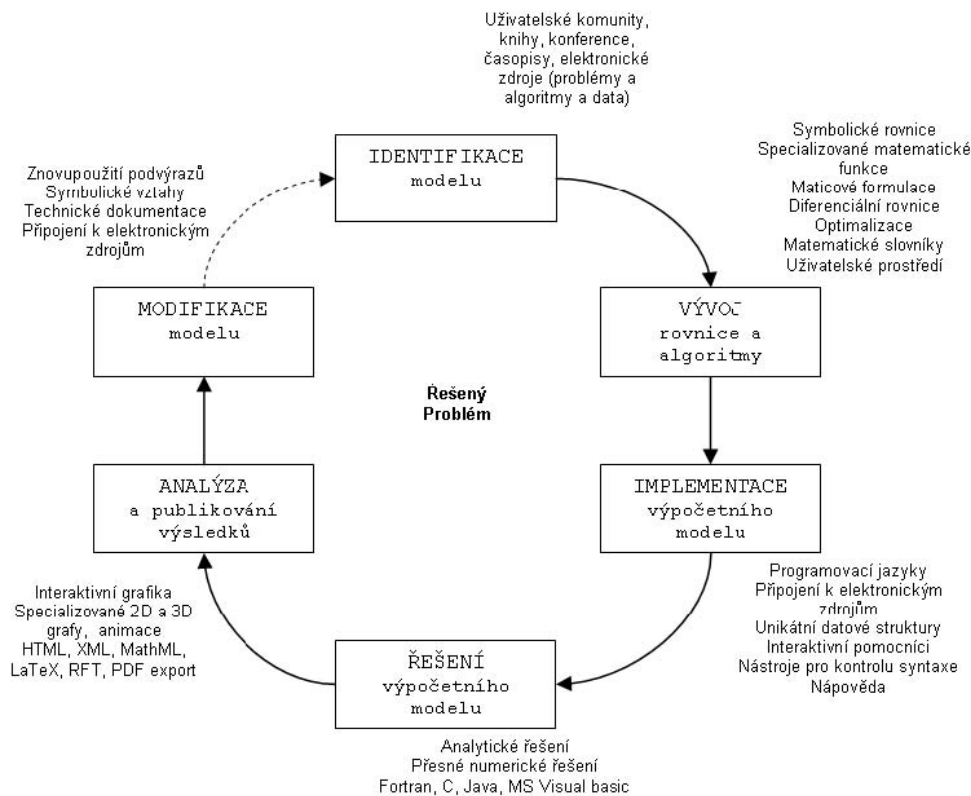 Uživatelské komunity,
knihy, konference,
časopisy, elektronické
zdroje (problémy a
algoritmy a data)
IDENTIFIKACE
modelu
Symbolické rovnice
Specializované matematické
funkce
Maticové formulace
Diferenciální rovnice
Optimalizace
Matematické slovníky
Uživatelské prostředí
VÝVOJ
rovnice a
algoritmy
IMPLEMENTACE
výpočetního
modelu
Programovací jazyky
Připojení k elektronickým
zdrojům
Unikátní datové struktury
Interaktivní pomocníci
Nástroje pro kontrolu syntaxe
Nápověda
ŘEŠENÍ
výpočetního
modelu
Analytické řešení
Přesné numerické řešení
Fortran, C, Java, MS Visual basic
ANALÝZA
a publikování
výsledků
Interaktivní grafika
Specializované 2D a 3D
grafy, animace
HTML, XML, MathML,
LaTeX, RFT, PDF export
MODIFIKACE
modelu
Znovupoužití podvýrazů
Symbolické vztahy
Technické dokumentace
Připojení k elektronickým
zdrojům
Řešený
Problém